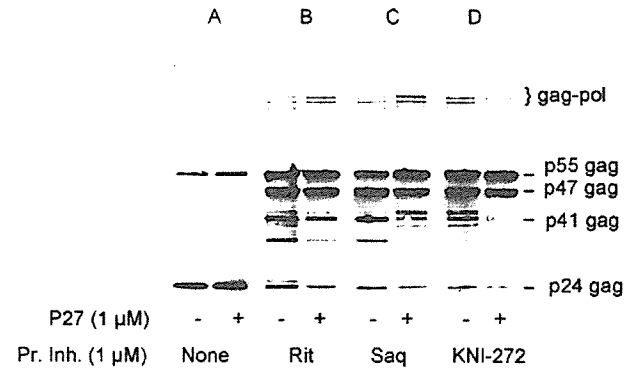 A B C D
} gag-pol
– p55 gag
– p47 gag
– p41 gag
– p24 gag
P27 (1 µM) - + - + - + - +
Pr. Inh. (1 µM) None Rit Saq KNI-272